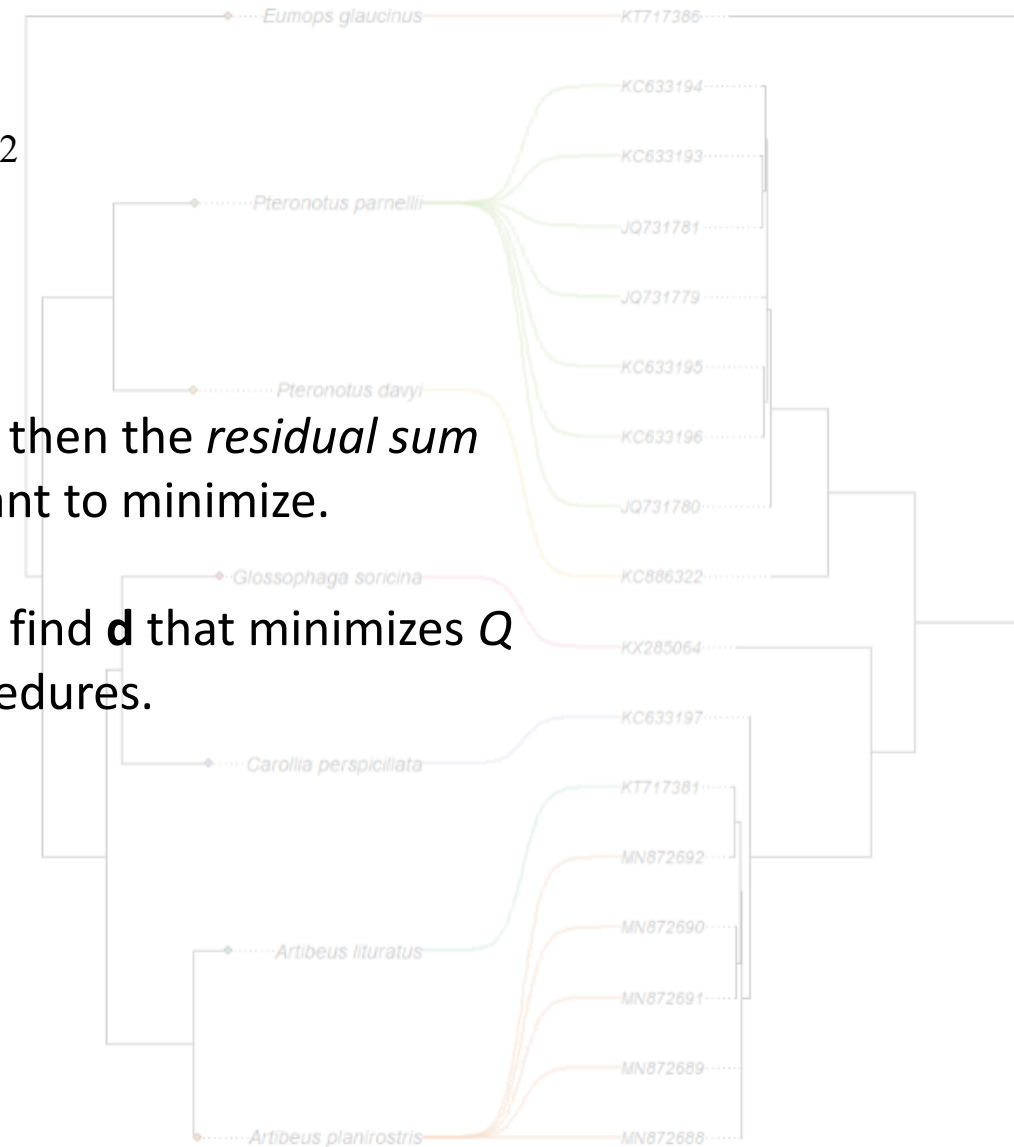 Eumops glaucinus KT717386
KC633194
2
KC633193
Pteronotus parnellii
JQ731781
JQ731779
KC633195
Pteronotus davyi
then the residual sum
KC633196
ant to minimize.
JQ731780
Glossophaga soricina KC886322
find d that minimizes Q
KX285064
edures.
KC633197
Carollia perspicillata
KT717381
MN872692
MN872690
Artibeus lituratus
MN872691
MN872689
Artibeus planirostris MN872688